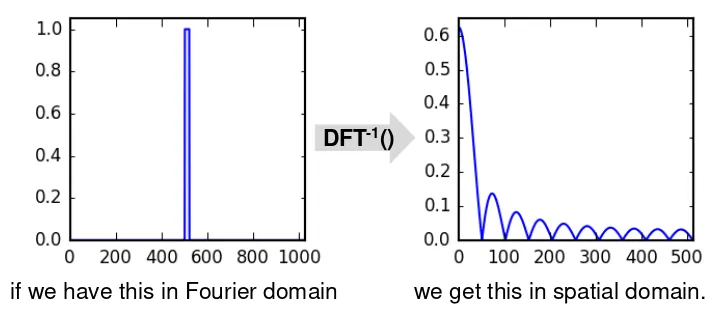 1.0
0.8
0.6
0.4
0.2
0.0
0 200 400 600 800 1000
DFT-1()
0.6
0.5
0.4
0.3
0.2
0.1
0.0
0 100 200 300 400 500
if we have this in Fourier domain
we get this in spatial domain.